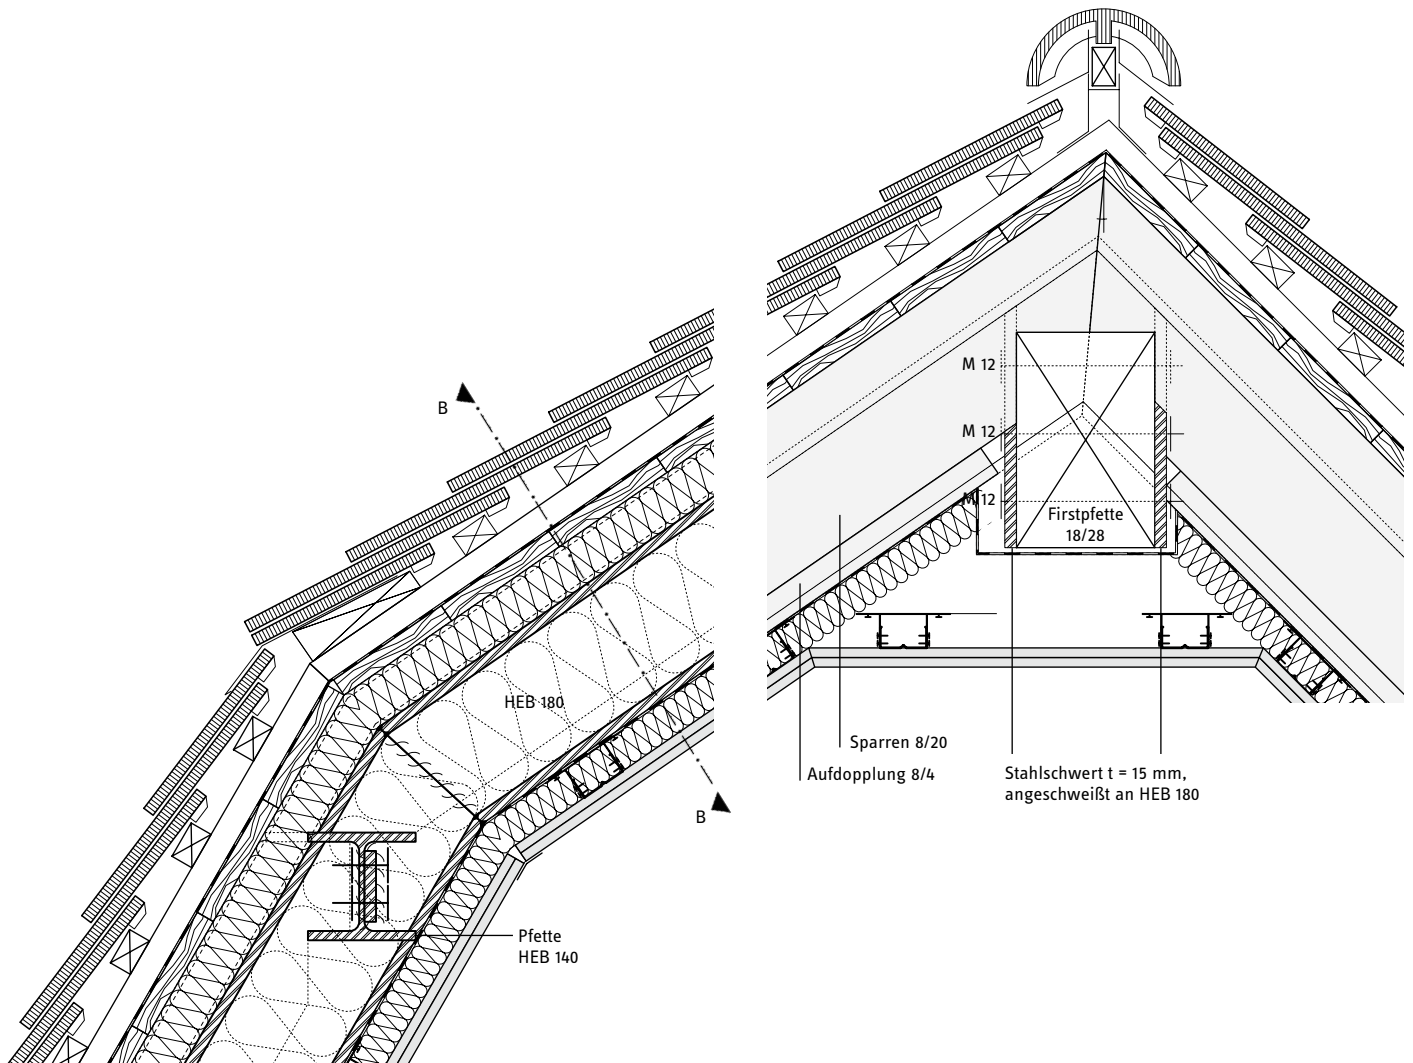 M 12
B
M 12
M 12
Firstpfette
18/28
HEB 180
Sparren 8/20
Aufdopplung 8/4
Stahlschwert t = 15 mm,
angeschweißt an HEB 180
B
Pfette
HEB 140